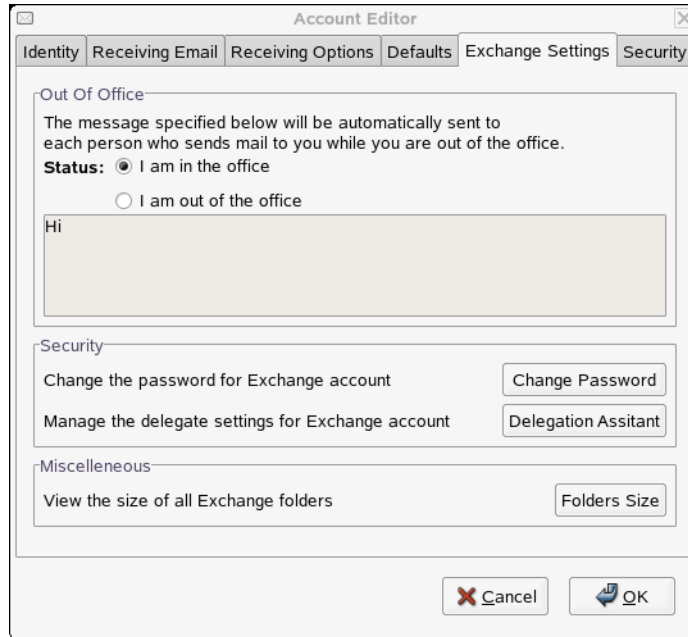 Account Editor
Identity Receiving Email Receiving Options Defaults Exchange Settings Security
Out Of Office
The message specified below will be automatically sent to
each person who sends mail to you while you are out of the office.
Status: I am in the office
I am out of the office
Hi
Security
Change the password for Exchange account Change Password
Manage the delegate settings for Exchange account Delegation Assitant
Miscellaneous
View the size of all Exchange folders Folders Size
Cancel OK